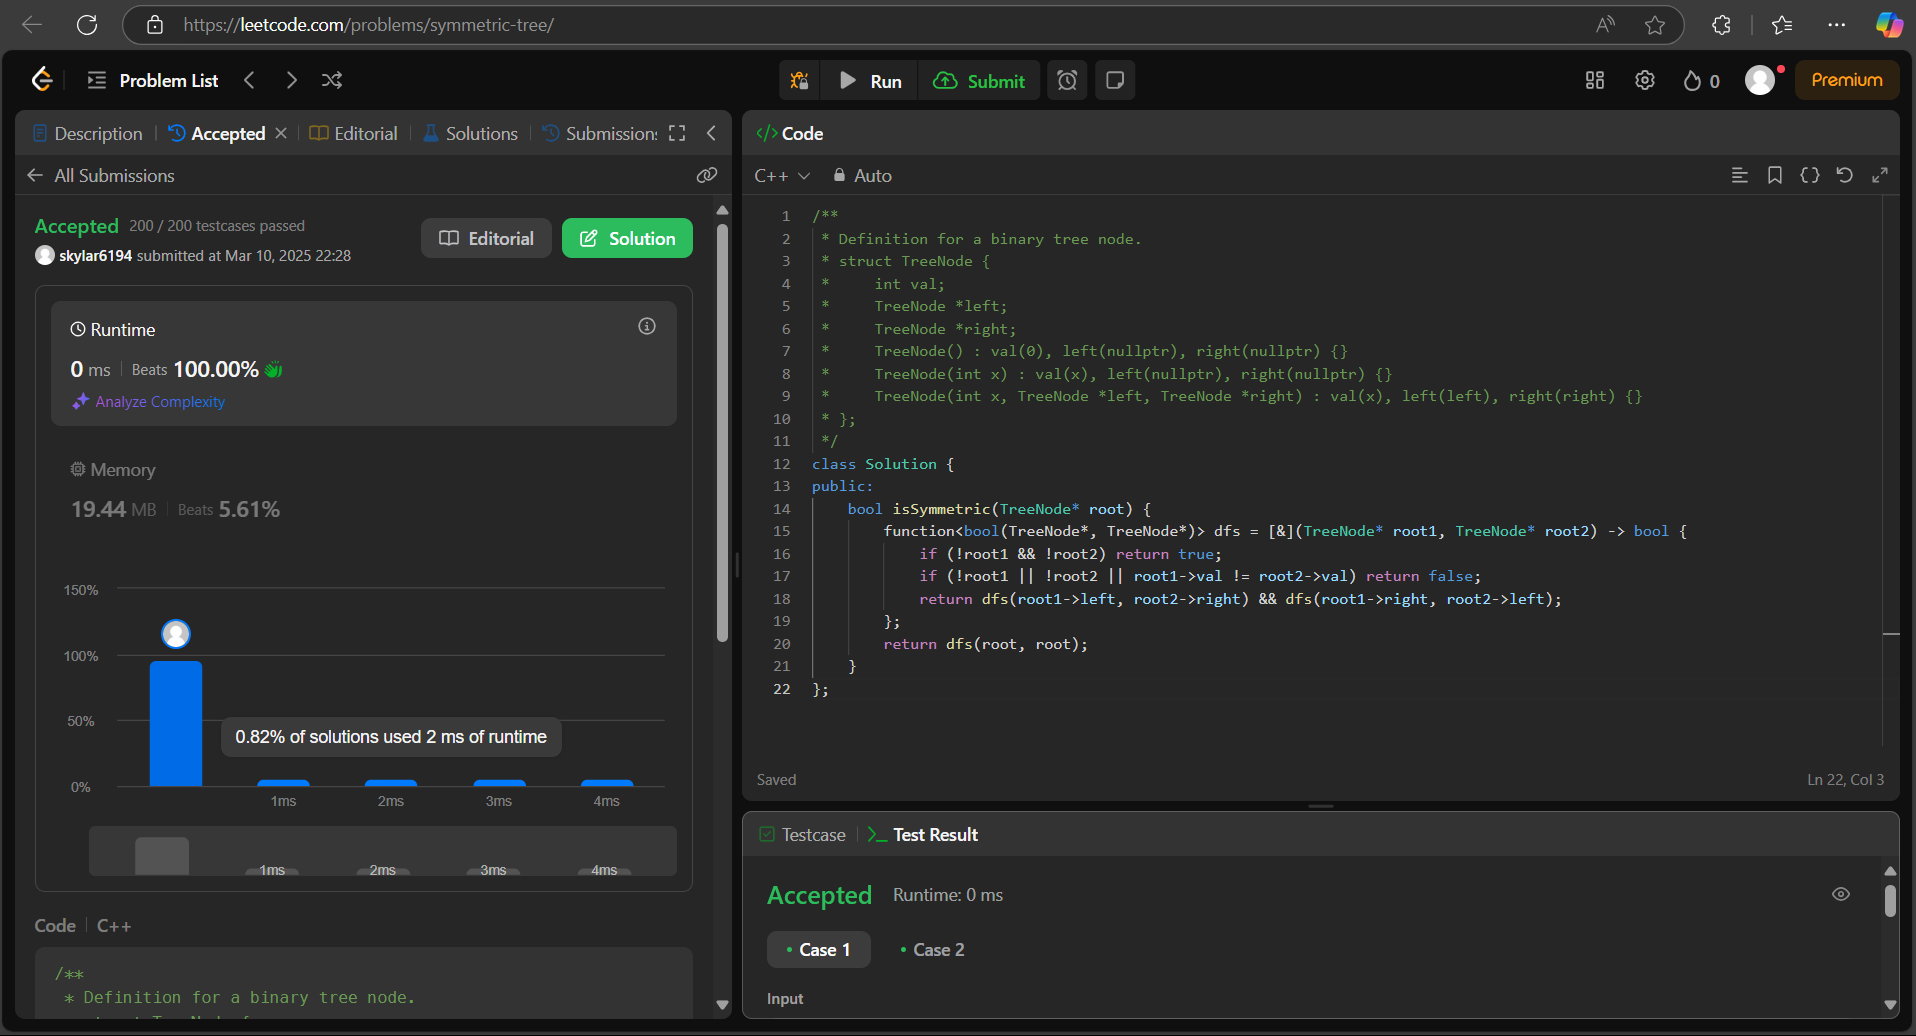 https://leetcode.com/problems/symmetric-tree/
Problem List
Run
Submit
0
Premium
Description
Accepted
Editorial
Solutions
Submissions
All Submissions
Accepted 200 / 200 testcases passed
skylar6194 submitted at Mar 10, 2025 22:28
Editorial
Solution
Runtime
0 ms Beats 100.00%
Analyze Complexity
Memory
19.44 MB Beats 5.61%
150%
100%
50%
0%
0.82% of solutions used 2 ms of runtime
1ms 2ms 3ms 4ms
1ms 2ms 3ms 4ms
Code C++
/**
* Definition for a binary tree node.
Code
C++ Auto
1 /**
2 * Definition for a binary tree node.
3 * struct TreeNode {
4 *     int val;
5 *     TreeNode *left;
6 *     TreeNode *right;
7 *     TreeNode() : val(0), left(nullptr), right(nullptr) {}
8 *     TreeNode(int x) : val(x), left(nullptr), right(nullptr) {}
9 *     TreeNode(int x, TreeNode *left, TreeNode *right) : val(x), left(left), right(right) {}
10 * };
11 */
12 class Solution {
13 public:
14     bool isSymmetric(TreeNode* root) {
15         function<bool(TreeNode*, TreeNode*)> dfs = [&](TreeNode* root1, TreeNode* root2) -> bool {
16             if (!root1 && !root2) return true;
17             if (!root1 || !root2 || root1->val != root2->val) return false;
18             return dfs(root1->left, root2->right) && dfs(root1->right, root2->left);
19         };
20         return dfs(root, root);
21     }
22 };
Saved
Ln 22, Col 3
Testcase
Test Result
Accepted Runtime: 0 ms
Case 1
Case 2
Input